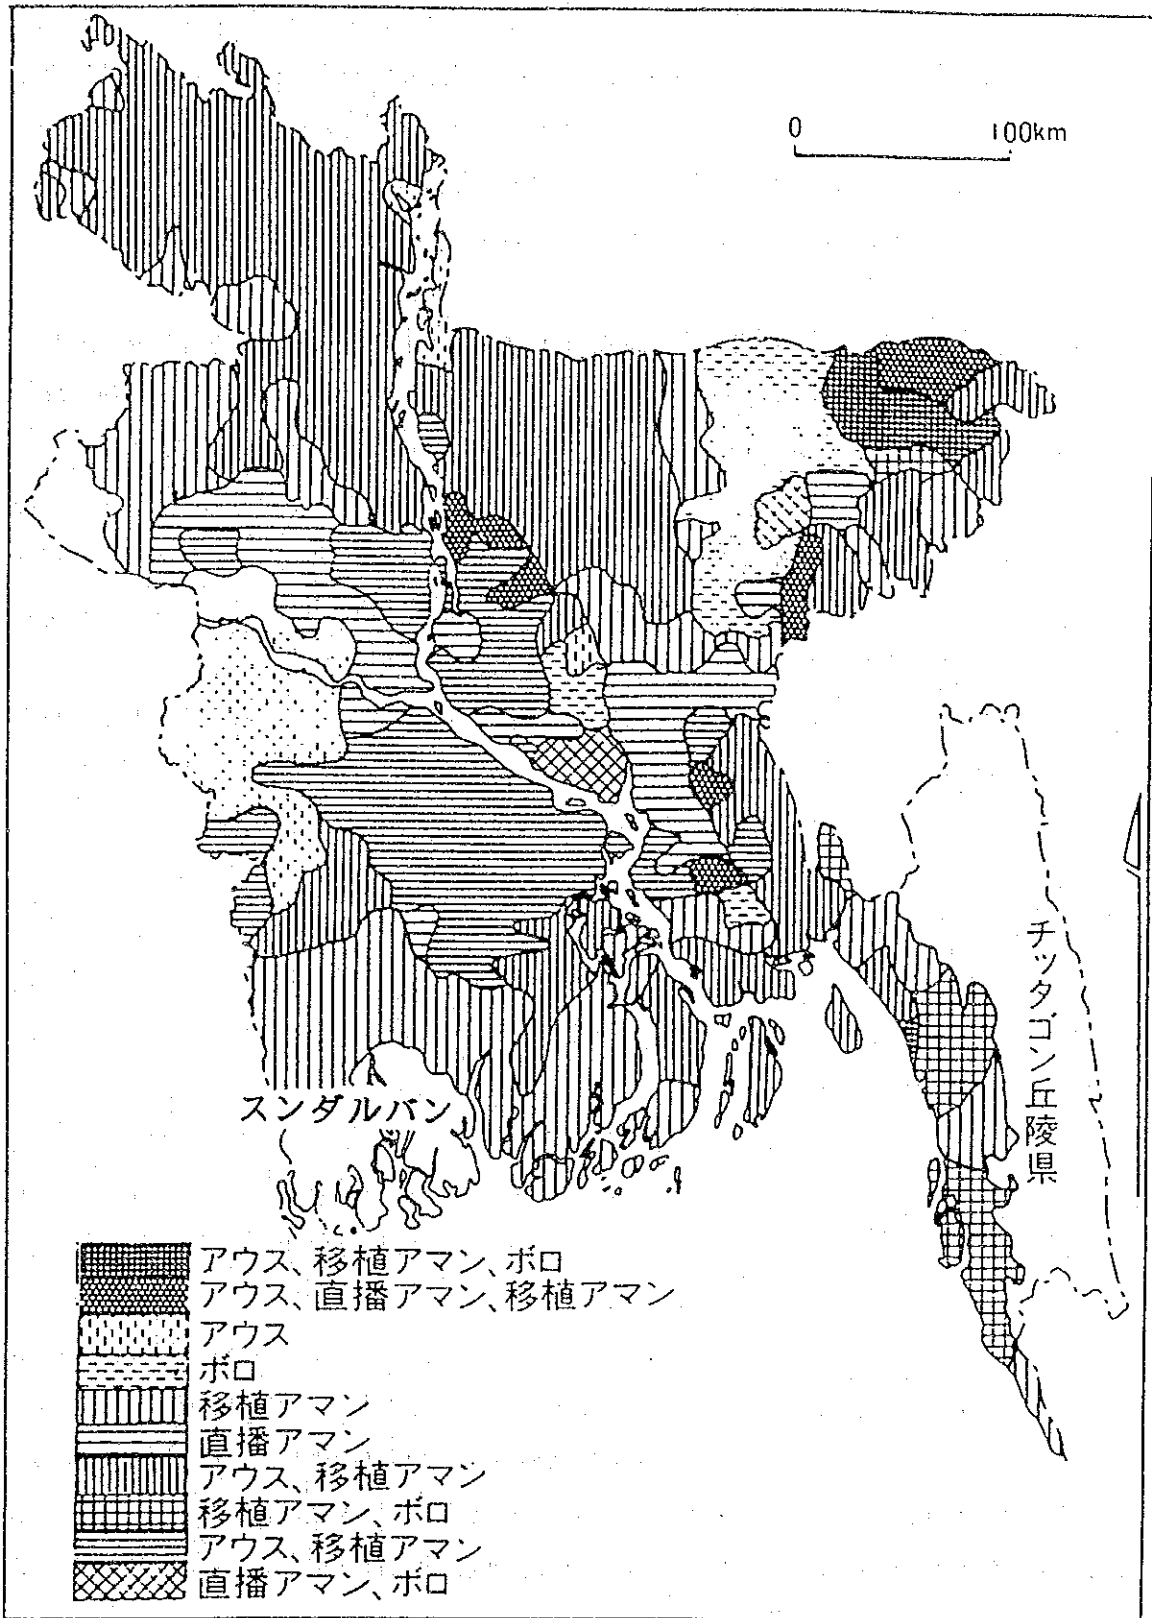 0 100km
チッタゴン丘陵県
スンダルバン
アウス、移植アマン、ボロ
アウス、直播アマン、移植アマン
アウス
ボロ
移植アマン
直播アマン
アウス、移植アマン
移植アマン、ボロ
アウス、移植アマン
直播アマン、ボロ